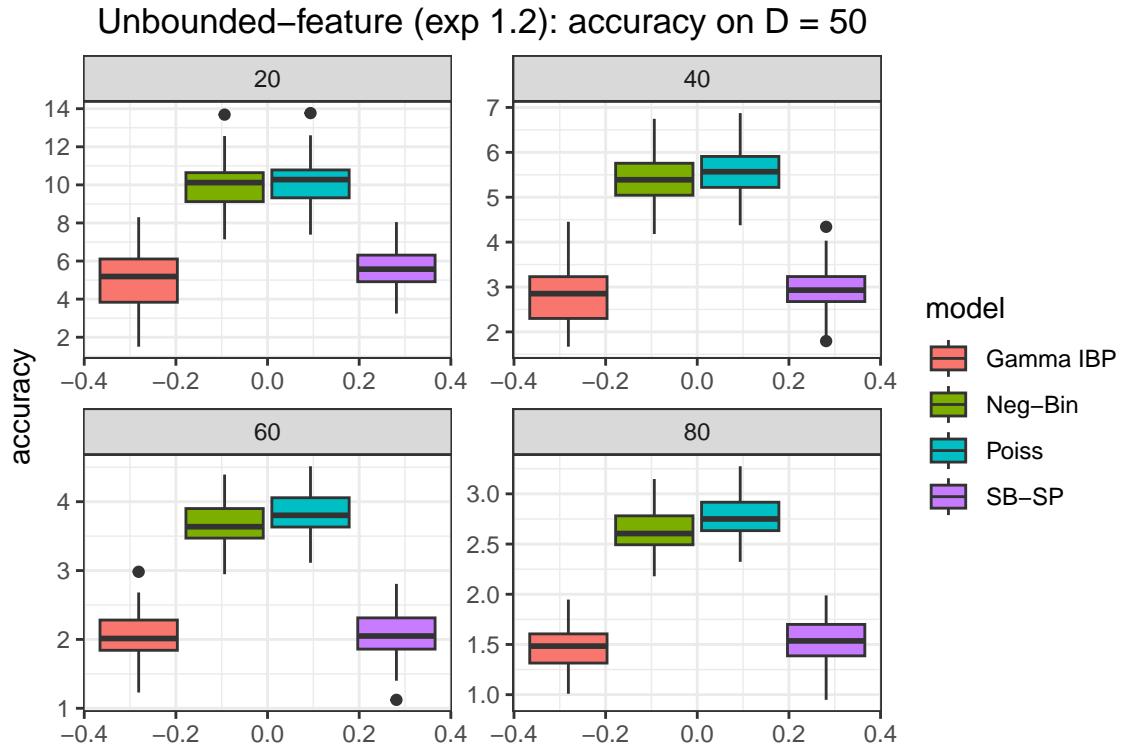 Unbounded−feature (exp 1.2): accuracy on D = 50
20
40
14
12
10
8
6
4
2
7
6
5
4
3
2
−0.4 −0.2 0.0 0.2 0.4
−0.4 −0.2 0.0 0.2 0.4
accuracy
60
80
4
3
2
1
3.0
2.5
2.0
1.5
1.0
−0.4 −0.2 0.0 0.2 0.4
−0.4 −0.2 0.0 0.2 0.4
model
Gamma IBP
Neg−Bin
Poiss
SB−SP